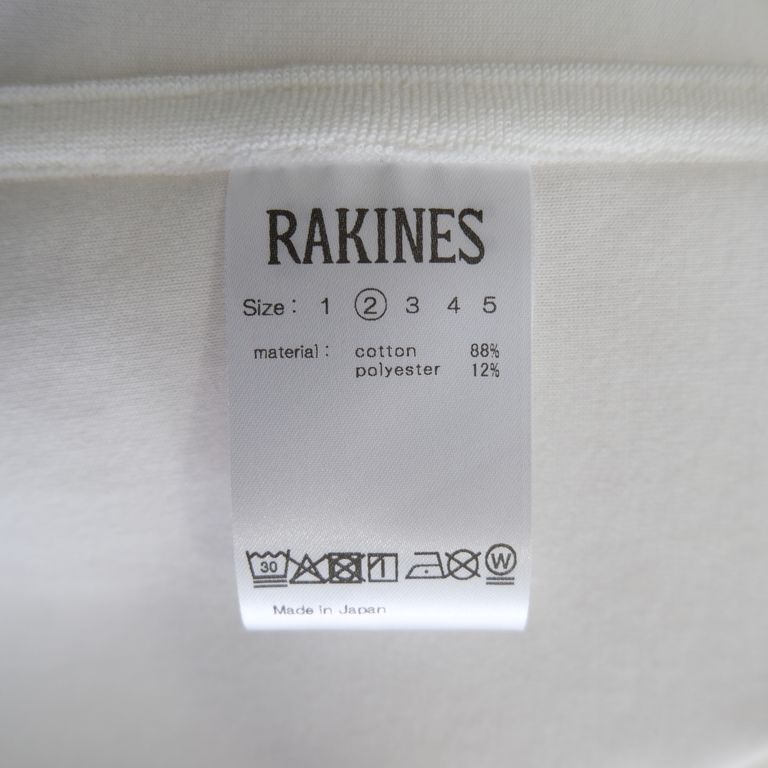 RAKINES
Size: 1 ② 3 4 5
material: cotton 88%
polyester 12%
30 W
Made in Japan